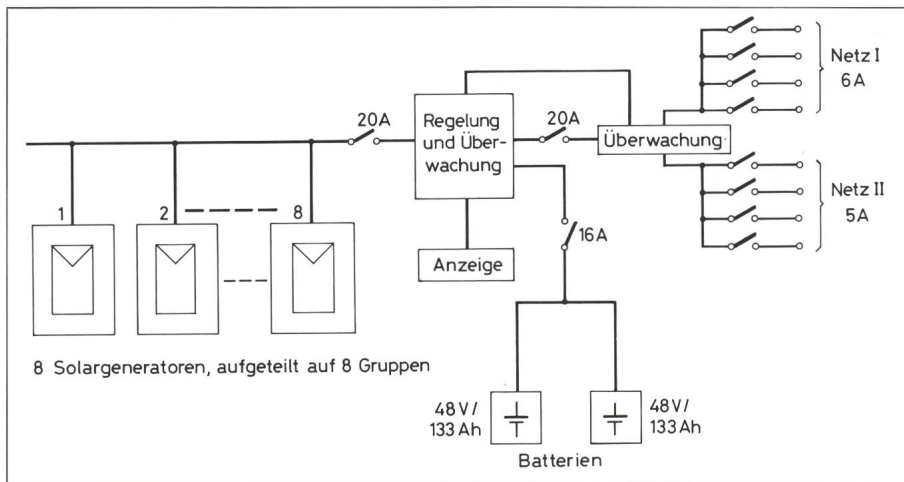 20A
Regelung
und Über-
wachung
20A
Überwachung
Netz I
6A
Netz II
5A
1
2
8
16A
Anzeige
8 Solargeneratoren, aufgeteilt auf 8 Gruppen
48V/
133Ah
48V/
133Ah
Batterien